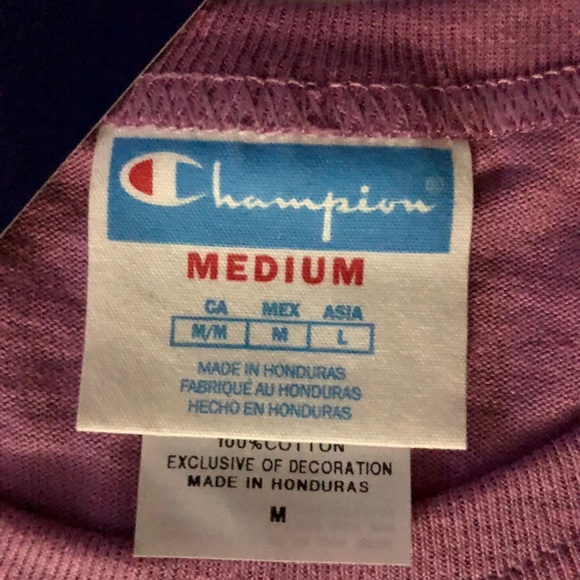 Champion®
MEDIUM
CA MEX ASIA
M/M M L
MADE IN HONDURAS
FABRIQUÉ AU HONDURAS
HECHO EN HONDURAS
100% COTTON
EXCLUSIVE OF DECORATION
MADE IN HONDURAS
M